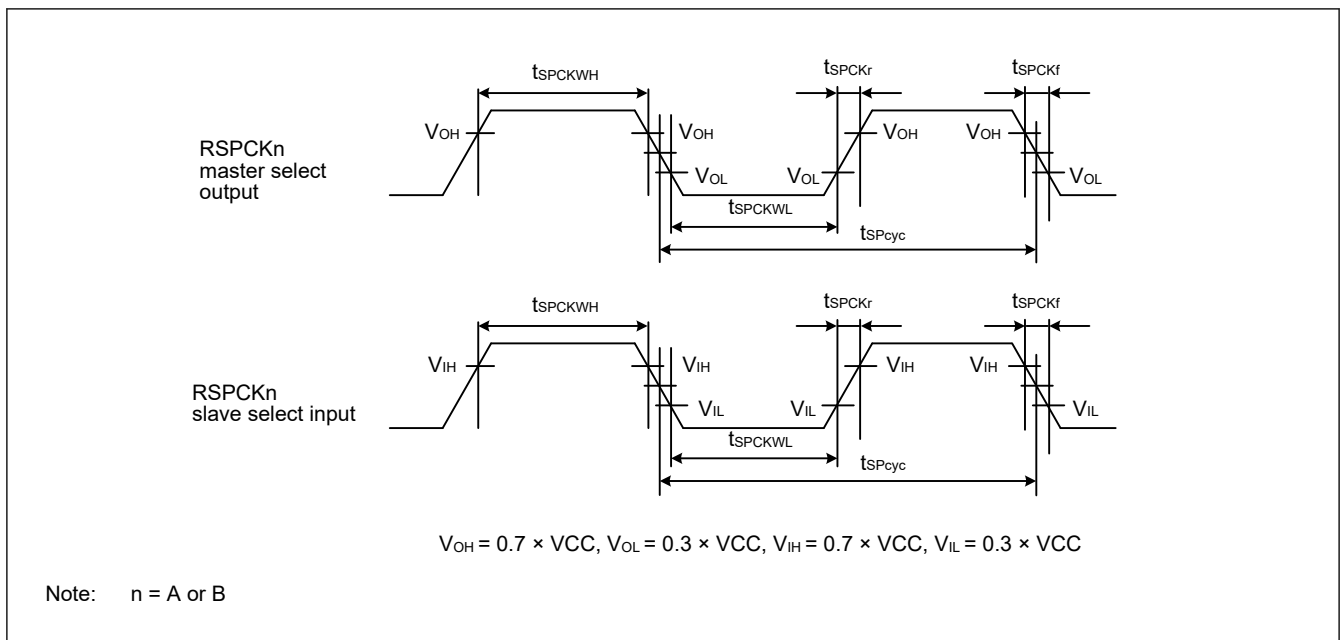 tSPCKWH
tSPCKr
tSPCKf
VOH
VOH
VOH
VOH
RSPCKn
master select
output
VOL
VOL
VOL
tSPCKWL
tSPcyc
tSPCKWH
tSPCKr
tSPCKf
VIH
VIH
VIH
VIH
RSPCKn
slave select input
VIL
VIL
VIL
tSPCKWL
tSPcyc
VOH = 0.7 × VCC, VOL = 0.3 × VCC, VIH = 0.7 × VCC, VIL = 0.3 × VCC
Note: n = A or B